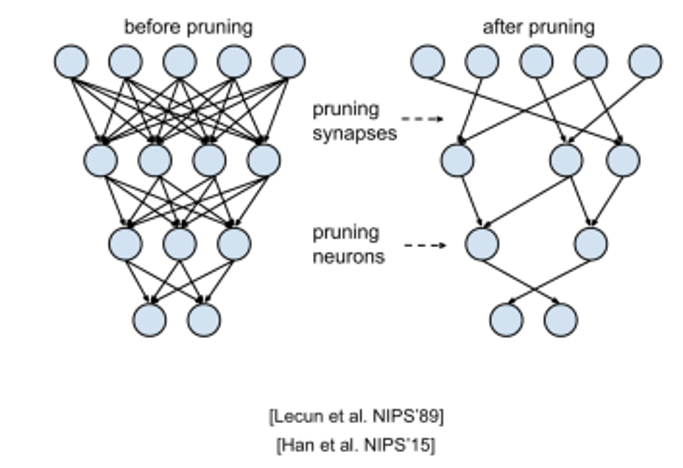 before pruning
after pruning
pruning
synapses
pruning
neurons
[Lecun et al. NIPS'89]
[Han et al. NIPS'15]